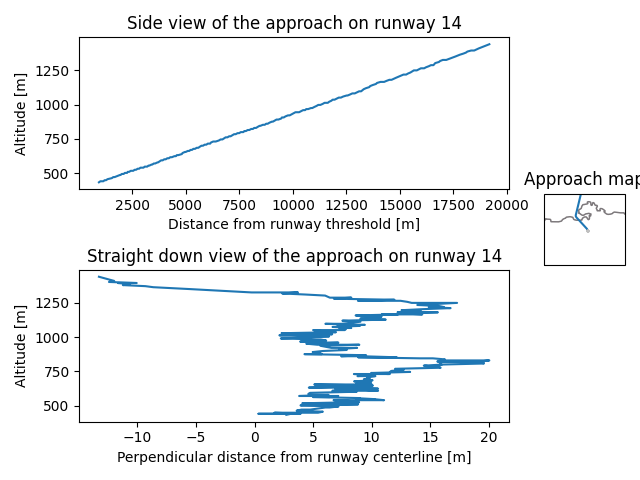 Side view of the approach on runway 14
Altitude [m]
1250
1000
750
500
2500 5000 7500 10000 12500 15000 17500 20000
Distance from runway threshold [m]
Approach map
Straight down view of the approach on runway 14
Altitude [m]
1250
1000
750
500
−10 −5 0 5 10 15 20
Perpendicular distance from runway centerline [m]